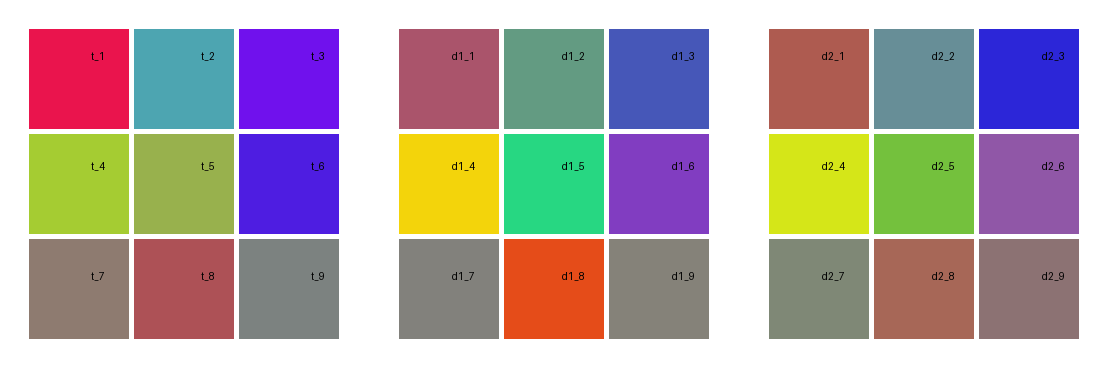 t_1 t_2 t_3 d1_1 d1_2 d1_3 d2_1 d2_2 d2_3
t_4 t_5 t_6 d1_4 d1_5 d1_6 d2_4 d2_5 d2_6
t_7 t_8 t_9 d1_7 d1_8 d1_9 d2_7 d2_8 d2_9